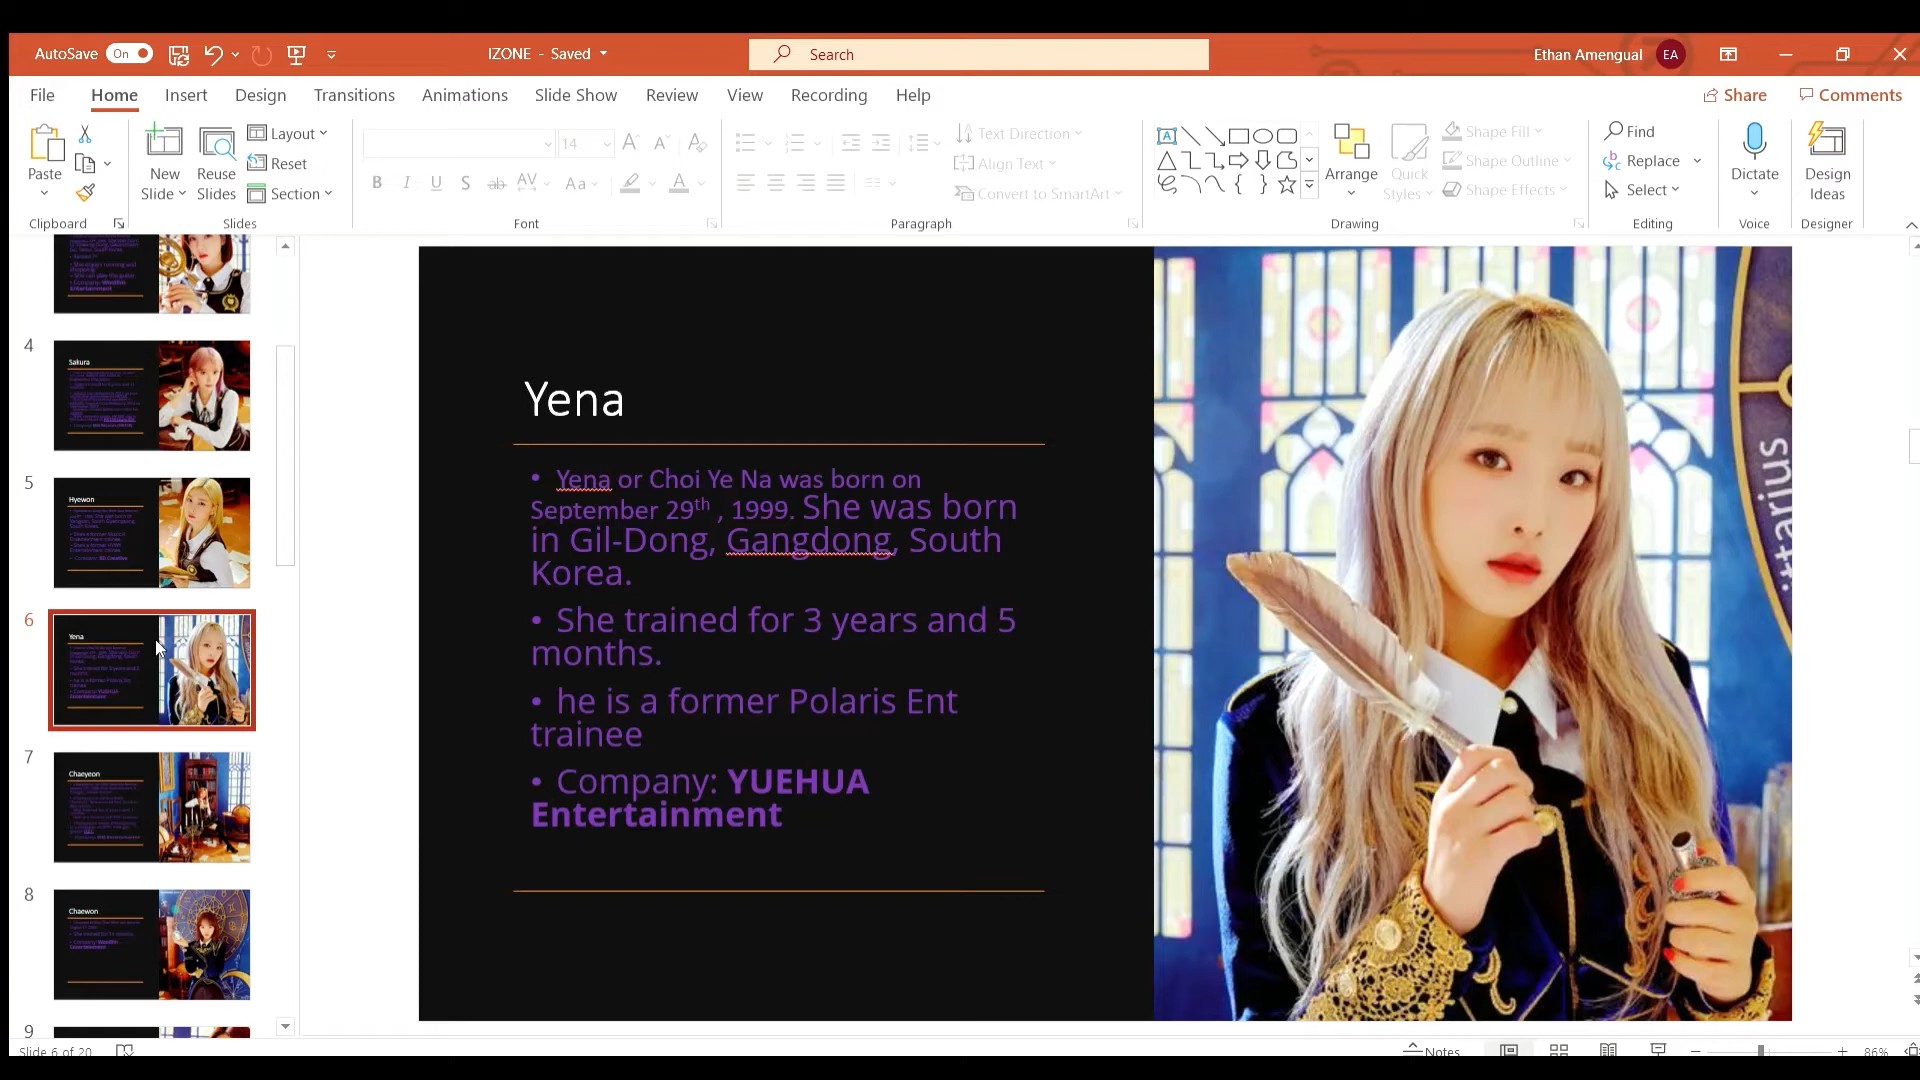 AutoSave On
IZONE - Saved
Search
Ethan Amengual EA
File Home Insert Design Transitions Animations Slide Show Review View Recording Help
Share Comments
Paste
New Slide
Reuse Slides
Layout
Reset
Section
14
B I U S ab AV Aa A
Text Direction
Align Text
Convert to SmartArt
Arrange
Quick Styles
Shape Fill
Shape Outline
Shape Effects
Find
Replace
Select
Dictate
Design Ideas
Clipboard Slides Font Paragraph Drawing Editing Voice Designer
4
Sakura
5
Hyewon
6
Yena
7
Chaeyeon
8
Chaewon
9
Yena
• Yena or Choi Ye Na was born on
September 29th , 1999. She was born
in Gil-Dong, Gangdong, South
Korea.
• She trained for 3 years and 5
months.
• he is a former Polaris Ent
trainee
• Company: YUEHUA
Entertainment
ittarius
Slide 6 of 20
Notes
86%